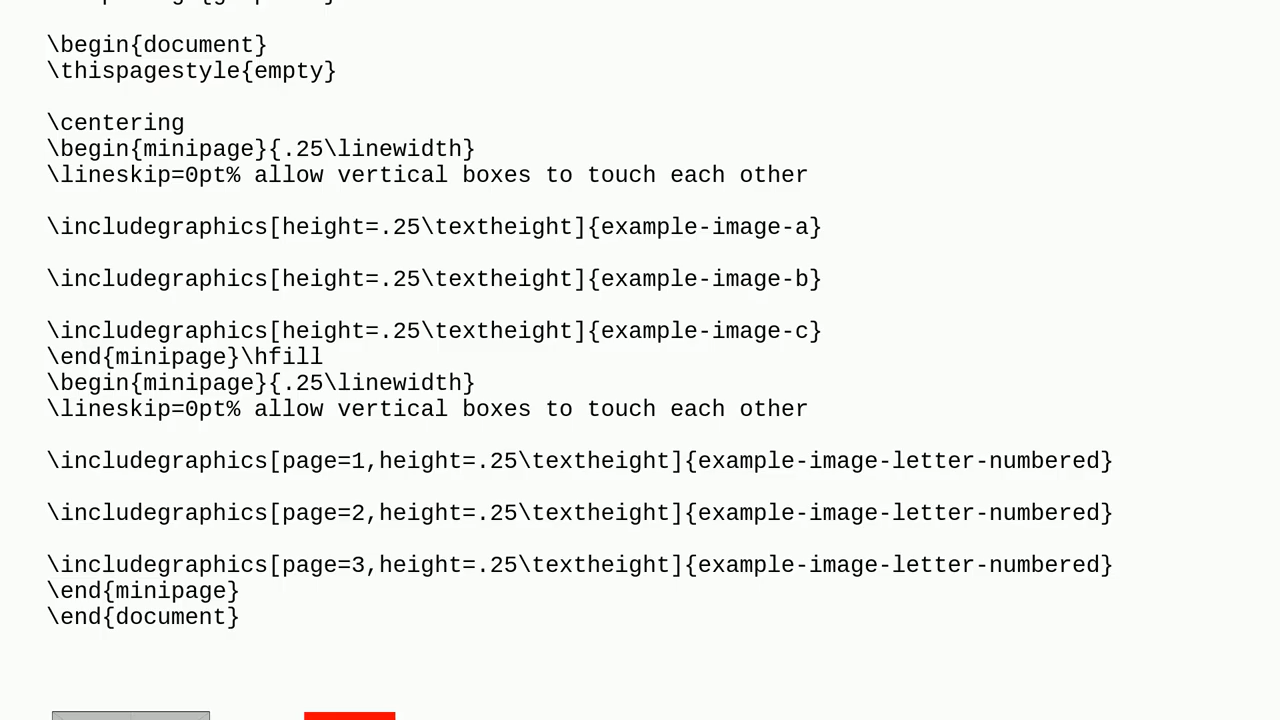 \begin{document}
\thispagestyle{empty}
\centering
\begin{minipage}{.25\linewidth}
\lineskip=0pt% allow vertical boxes to touch each other
\includegraphics[height=.25\textheight]{example-image-a}
\includegraphics[height=.25\textheight]{example-image-b}
\includegraphics[height=.25\textheight]{example-image-c}
\end{minipage}\hfill
\begin{minipage}{.25\linewidth}
\lineskip=0pt% allow vertical boxes to touch each other
\includegraphics[page=1,height=.25\textheight]{example-image-letter-numbered}
\includegraphics[page=2,height=.25\textheight]{example-image-letter-numbered}
\includegraphics[page=3,height=.25\textheight]{example-image-letter-numbered}
\end{minipage}
\end{document}